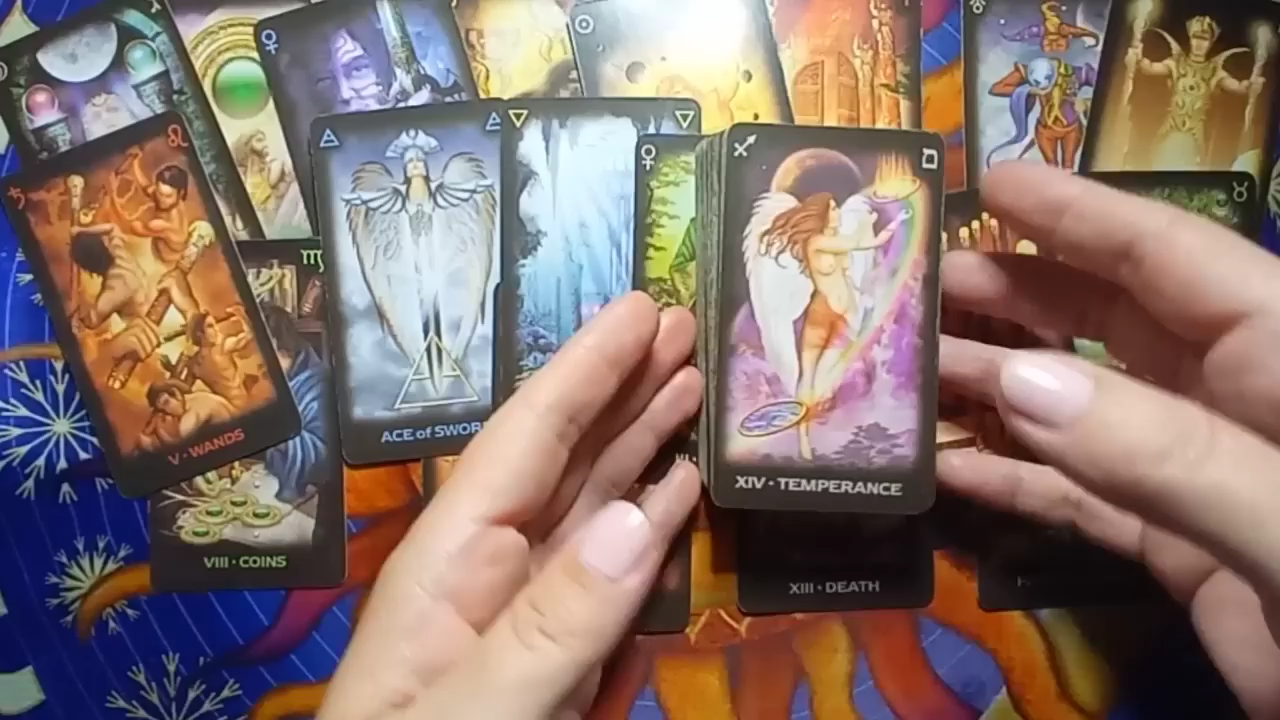 V • WANDS
ACE of SWOR
XIV • TEMPERANCE
VIII • COINS
XIII • DEATH